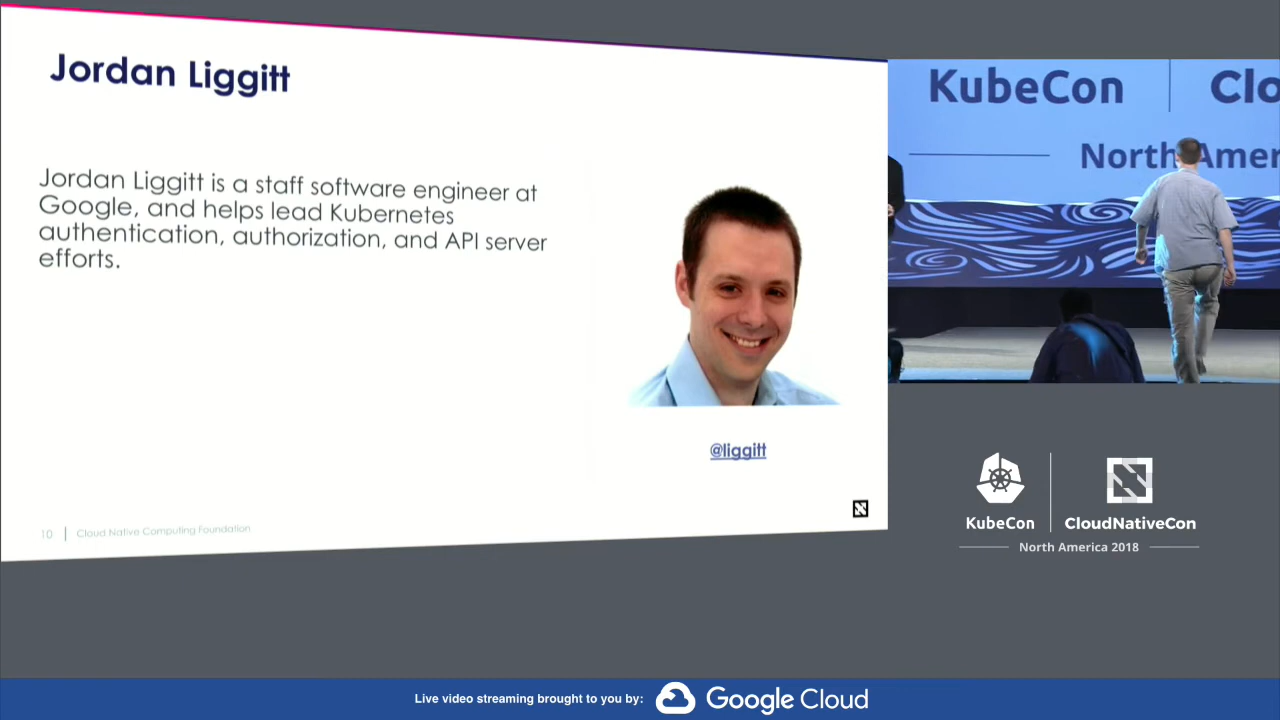 Jordan Liggitt
Jordan Liggitt is a staff software engineer at
Google, and helps lead Kubernetes
authentication, authorization, and API server
efforts.
@liggitt
10 | Cloud Native Computing Foundation
KubeCon | Clo
North Amer
KubeCon
CloudNativeCon
North America 2018
Live video streaming brought to you by: Google Cloud